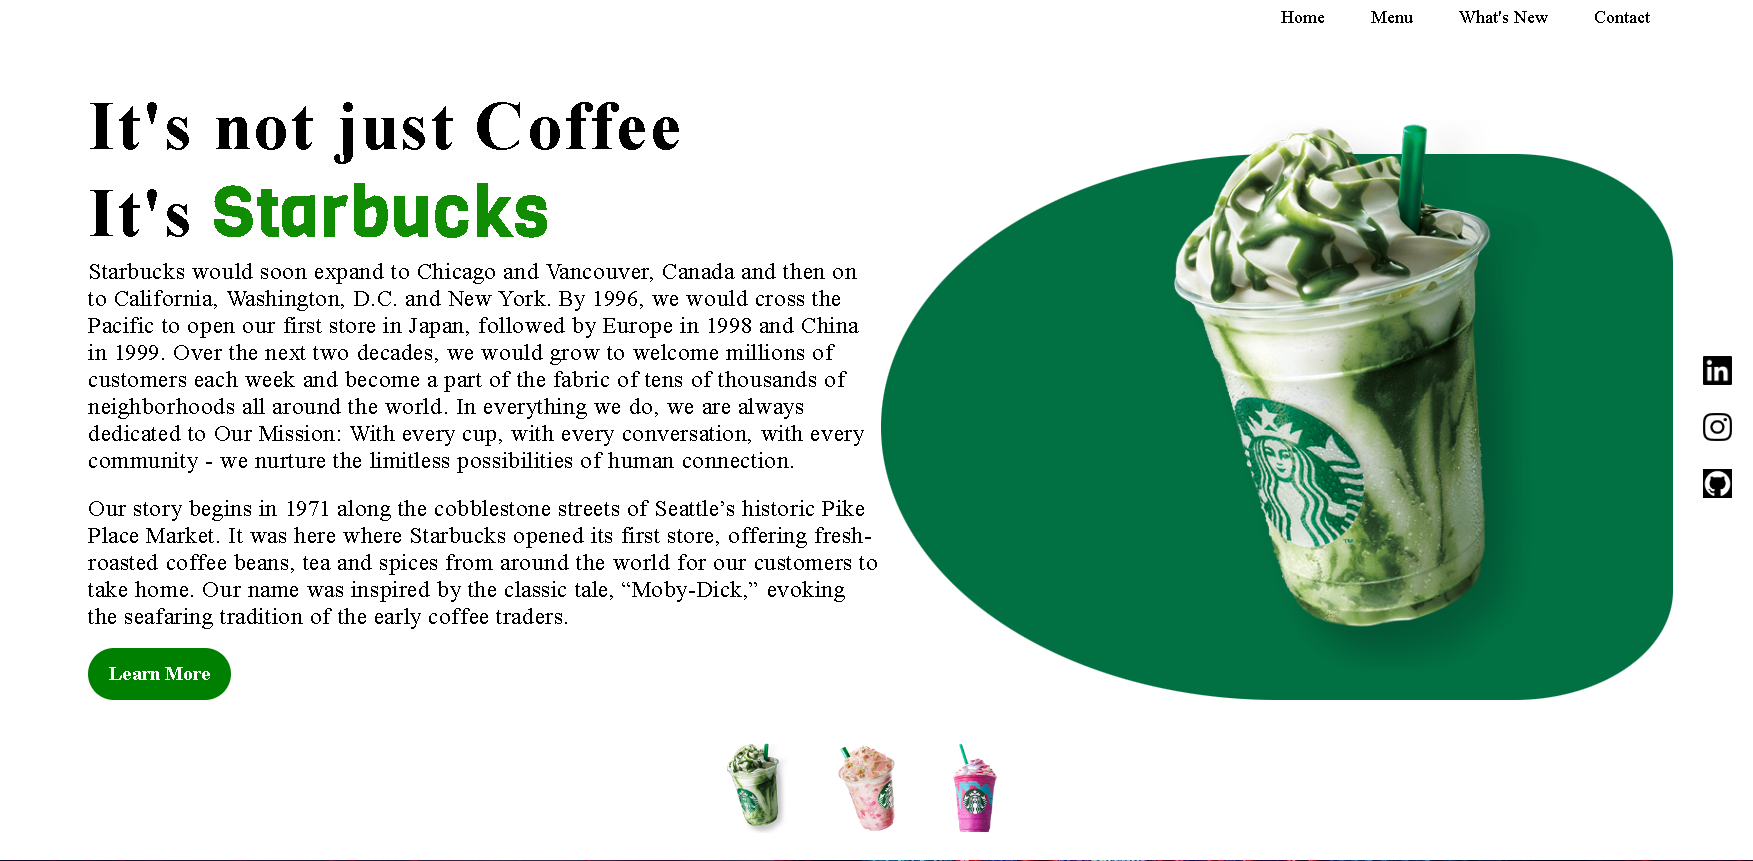 Home Menu What's New Contact
It's not just Coffee
It's Starbucks
Starbucks would soon expand to Chicago and Vancouver, Canada and then on
to California, Washington, D.C. and New York. By 1996, we would cross the
Pacific to open our first store in Japan, followed by Europe in 1998 and China
in 1999. Over the next two decades, we would grow to welcome millions of
customers each week and become a part of the fabric of tens of thousands of
neighborhoods all around the world. In everything we do, we are always
dedicated to Our Mission: With every cup, with every conversation, with every
community - we nurture the limitless possibilities of human connection.
Our story begins in 1971 along the cobblestone streets of Seattle’s historic Pike
Place Market. It was here where Starbucks opened its first store, offering fresh-
roasted coffee beans, tea and spices from around the world for our customers to
take home. Our name was inspired by the classic tale, “Moby-Dick,” evoking
the seafaring tradition of the early coffee traders.
Learn More
TM
in